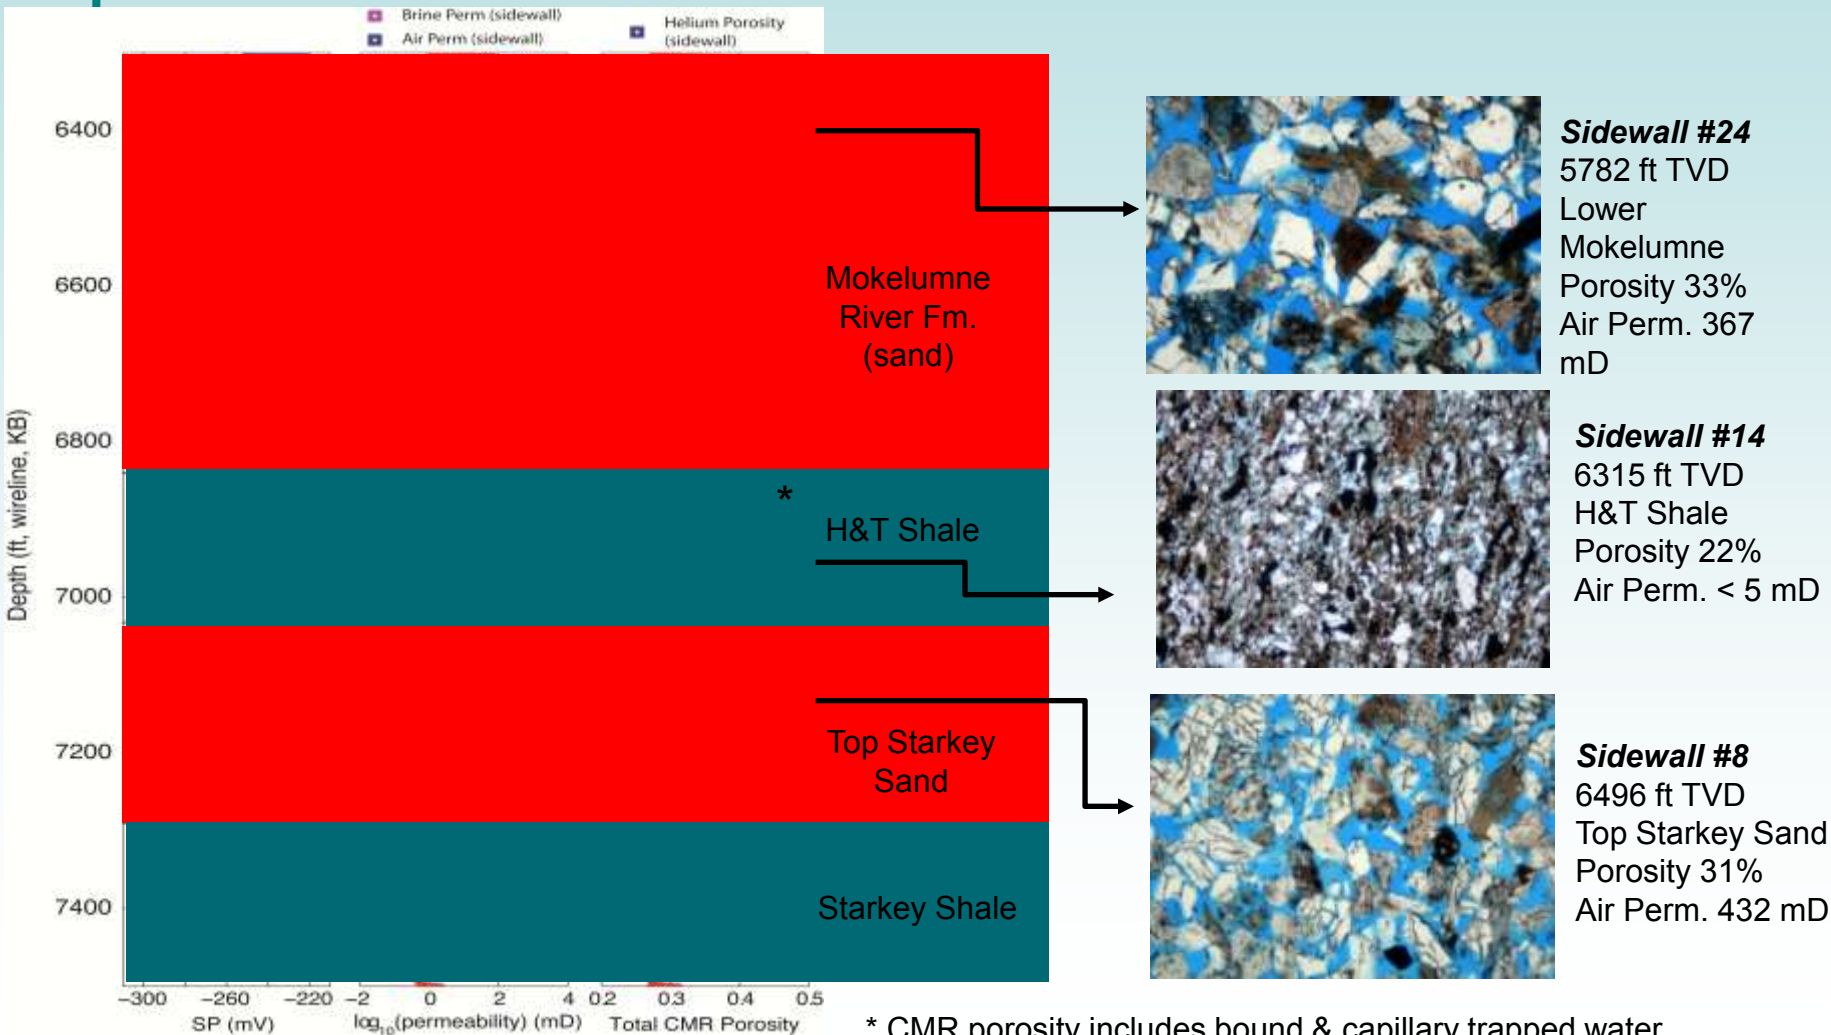 Brine Perm (sidewall)
Air Perm (sidewall)
Helium Porosity
(sidewall)
Depth (ft, wireline, KB)
6400
6600
6800
7000
7200
7400
Mokelumne
River Fm.
(sand)
*
H&T Shale
Top Starkey
Sand
Starkey Shale
−300
−260
−220
SP (mV)
−2
0
2
4
log10(permeability) (mD)
0.2
0.3
0.4
0.5
Total CMR Porosity
Sidewall #24
5782 ft TVD
Lower
Mokelumne
Porosity 33%
Air Perm. 367
mD
Sidewall #14
6315 ft TVD
H&T Shale
Porosity 22%
Air Perm. < 5 mD
Sidewall #8
6496 ft TVD
Top Starkey Sand
Porosity 31%
Air Perm. 432 mD
* CMR porosity includes bound & capillary trapped water